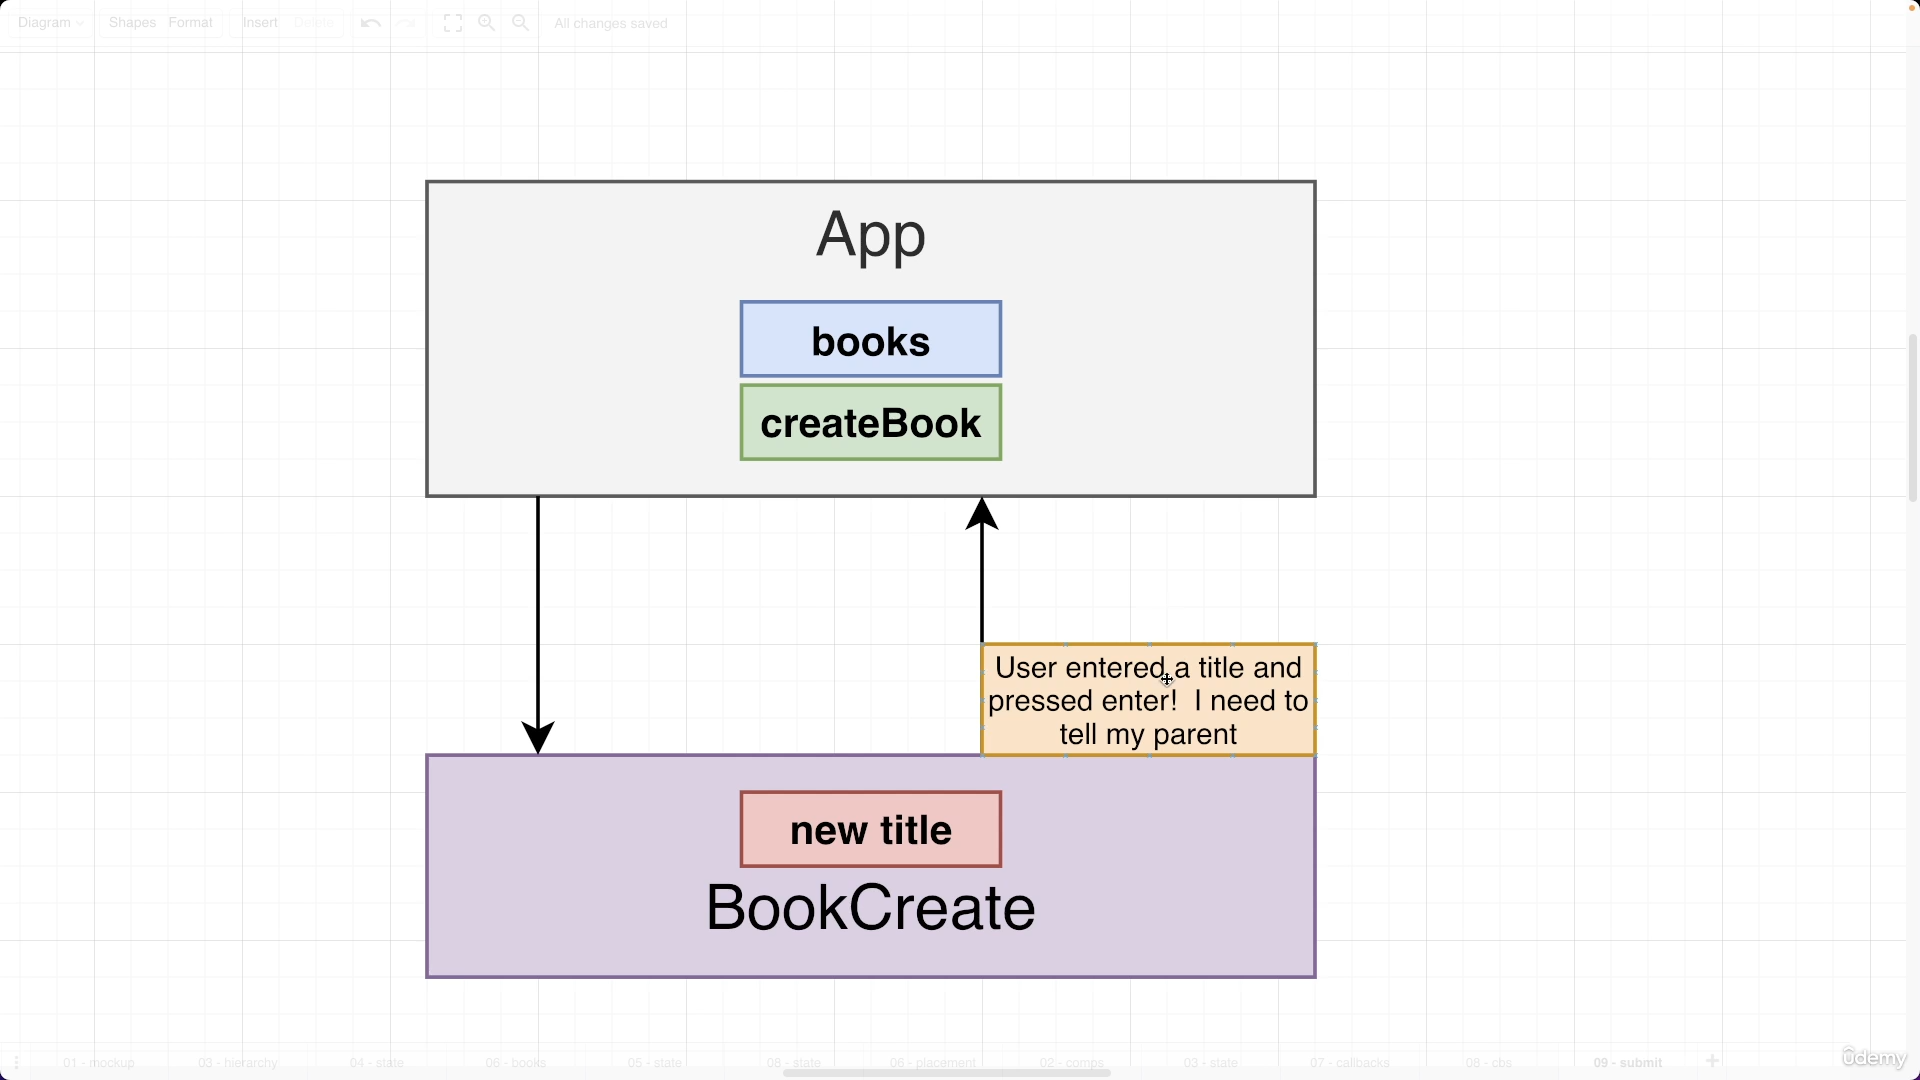 Diagram Shapes Format Insert Delete All changes saved
App
books
createBook
User entered a title and
pressed enter!  I need to
tell my parent
new title
BookCreate
01 - mockup 03 - hierarchy 04 - state 06 - books 05 - state 08 - state 06 - placement 02 - comps 03 - state 07 - callbacks 08 - cbs 09 - submit
ûdemy